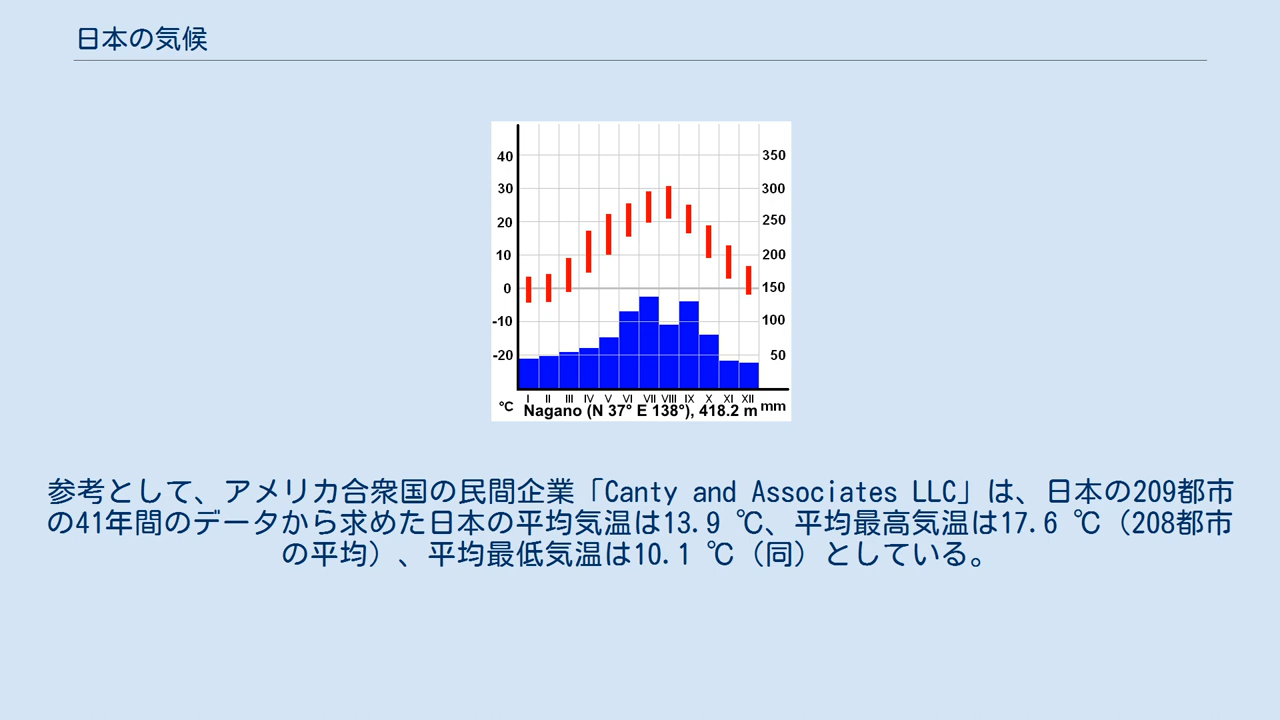 日本の気候
40 350
30 300
20 250
10 200
0 150
-10 100
-20 50
I II III IV V VI VII VIII IX X XI XII
°C Nagano (N 37° E 138°), 418.2 m mm
参考として、アメリカ合衆国の民間企業「Canty and Associates LLC」は、日本の209都市
の41年間のデータから求めた日本の平均気温は13.9 ℃、平均最高気温は17.6 ℃（208都市
の平均）、平均最低気温は10.1 ℃（同）としている。